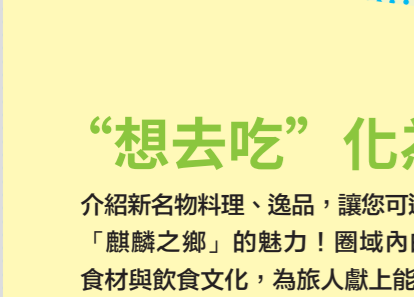 “想去吃”化
介紹新名物料理、逸品，讓您可
「麒麟之鄉」的魅力！圈域內
食材與飲食文化，為旅人獻上能